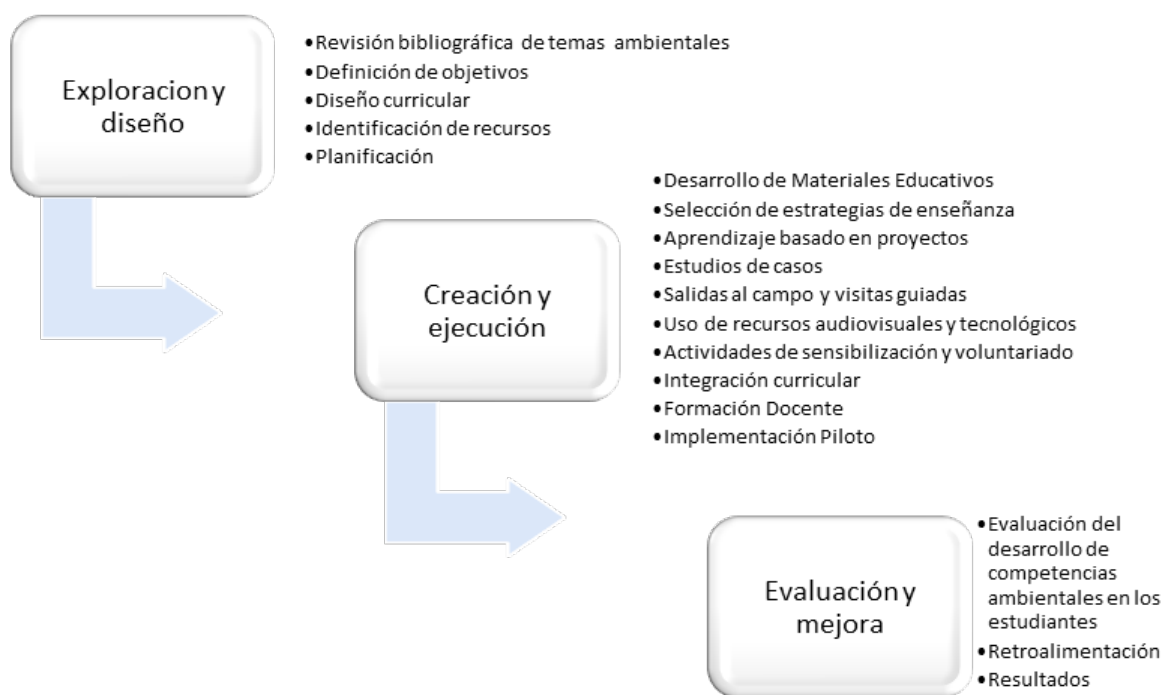 Exploracion y
diseño
•Revisión bibliográfica de temas ambientales
•Definición de objetivos
•Diseño curricular
•Identificación de recursos
•Planificación
Creación y
ejecución
•Desarrollo de Materiales Educativos
•Selección de estrategias de enseñanza
•Aprendizaje basado en proyectos
•Estudios de casos
•Salidas al campo y visitas guiadas
•Uso de recursos audiovisuales y tecnológicos
•Actividades de sensibilización y voluntariado
•Integración curricular
•Formación Docente
•Implementación Piloto
Evaluación y
mejora
•Evaluación del
desarrollo de
competencias
ambientales en los
estudiantes
•Retroalimentación
•Resultados